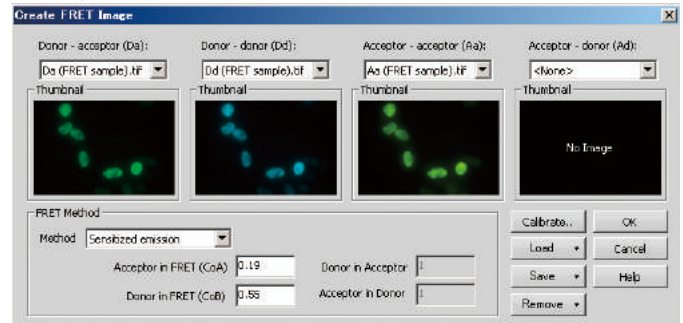 Create FRET Image
Donor - acceptor (Da): Donor - donor (Dd): Acceptor - acceptor (Aa): Acceptor - donor (Ad):
Da (FRET sample).tif Dd (FRET sample).tif Aa (FRET sample).tif <None>
Thumbnail Thumbnail Thumbnail Thumbnail
No Image
FRET Method
Method Sensitized emission
Acceptor in FRET (CoA) 0.19 Donor in Acceptor 1
Donor in FRET (CoB) 0.55 Acceptor in Donor 1
Calibrate.. OK
Load Cancel
Save Help
Remove